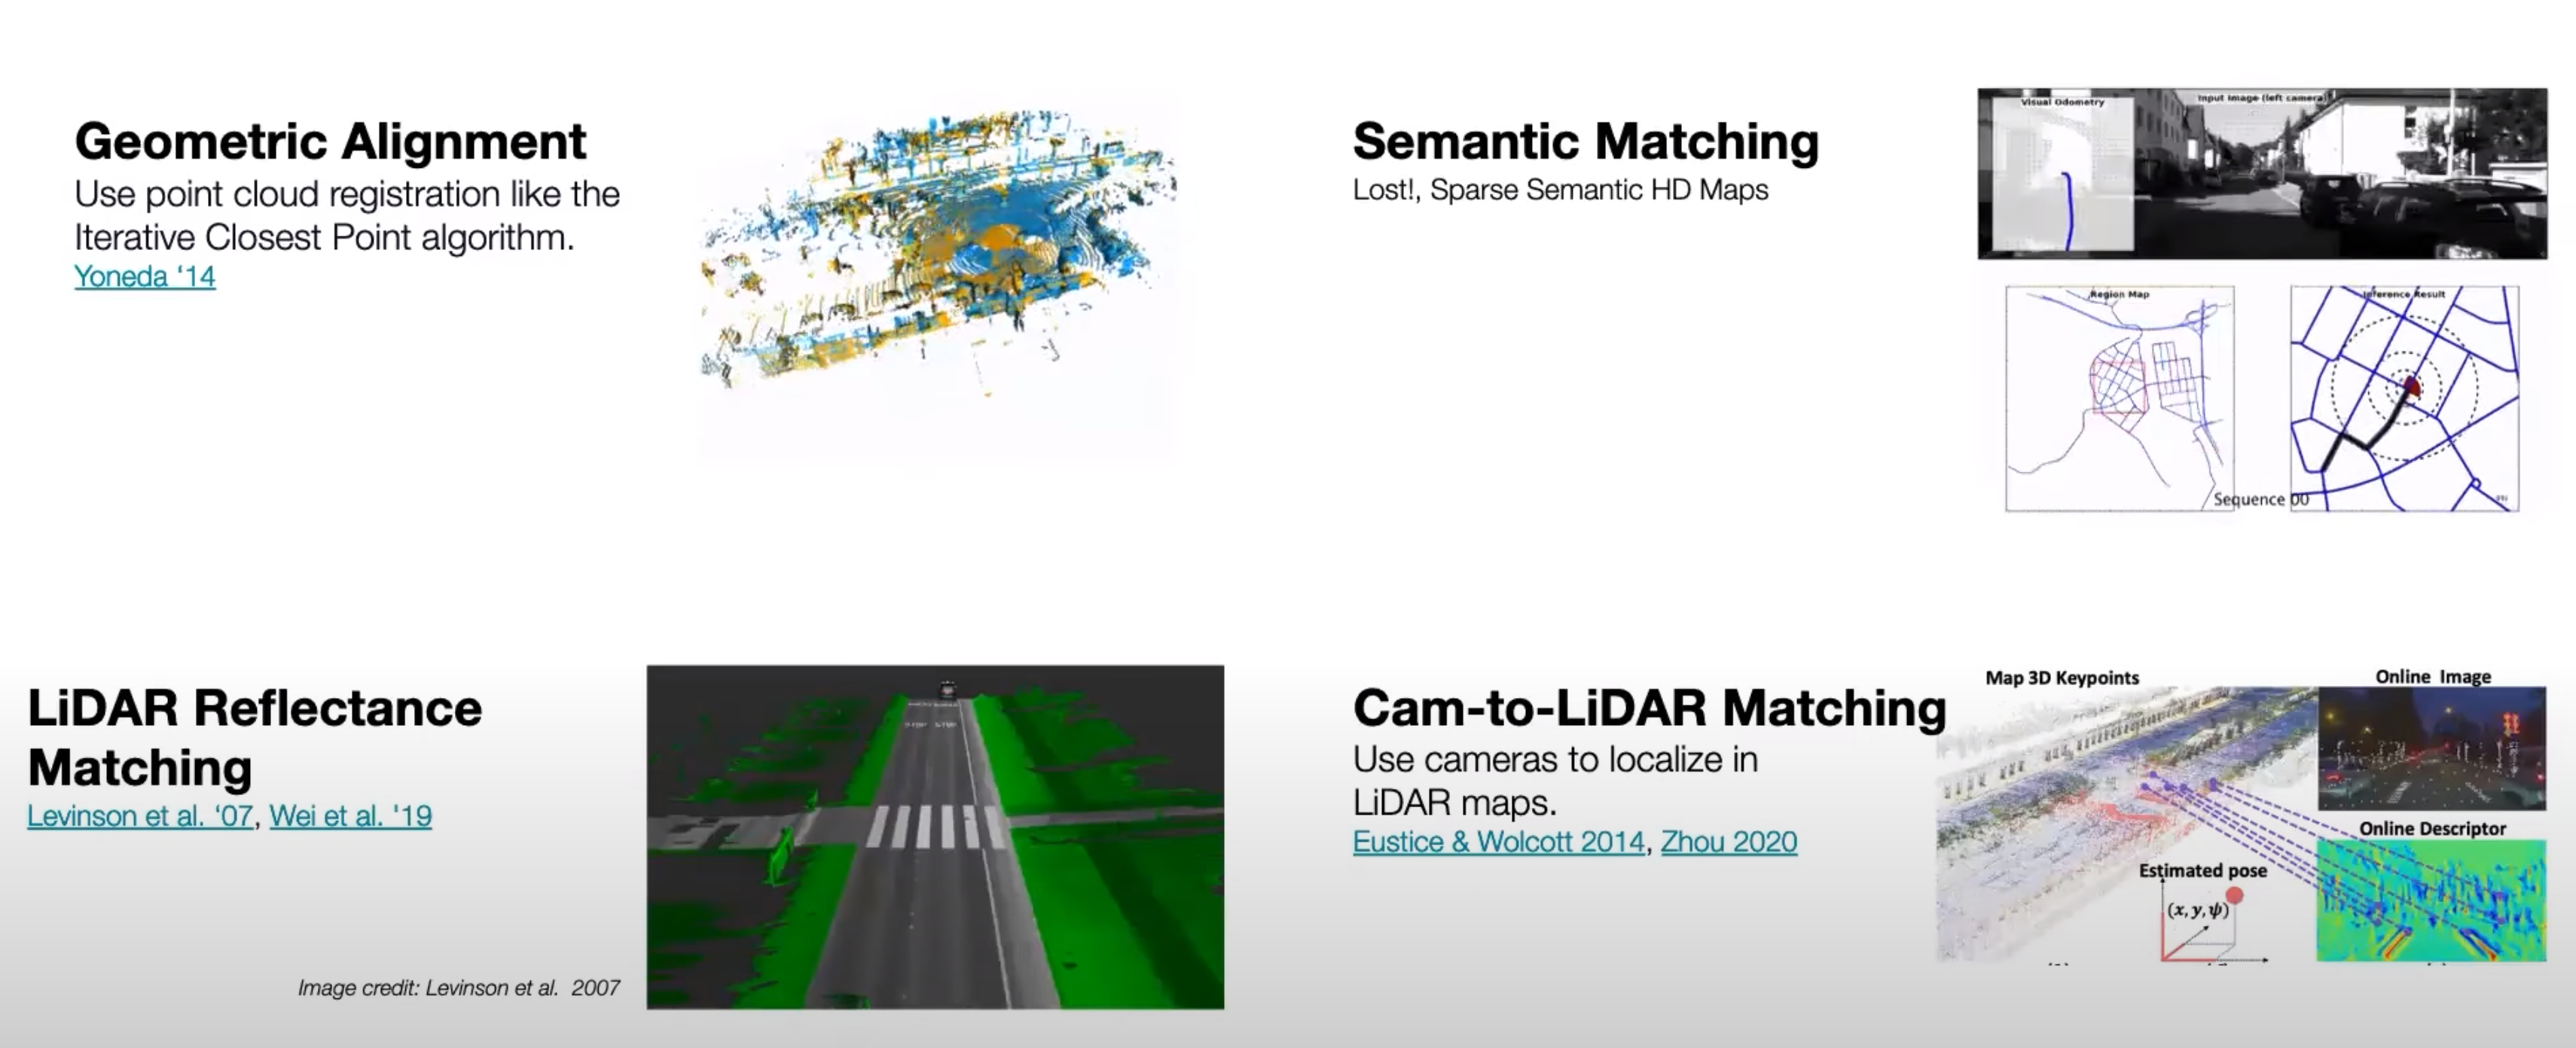 Geometric Alignment
Use point cloud registration like the
Iterative Closest Point algorithm.
Yoneda ‘14
Semantic Matching
Lost!, Sparse Semantic HD Maps
Visual Odometry
Input Image (left camera)
Region Map
Inference Result
Sequence 00
LiDAR Reflectance
Matching
Levinson et al. ‘07, Wei et al. '19
Image credit: Levinson et al. 2007
Cam-to-LiDAR Matching
Use cameras to localize in
LiDAR maps.
Eustice & Wolcott 2014, Zhou 2020
Map 3D Keypoints
Online Image
Online Descriptor
Estimated pose
(x, y, ψ)